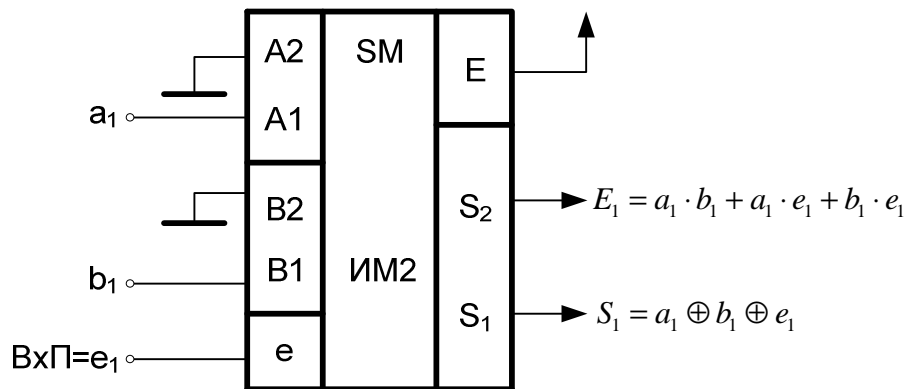 A2 SM E
a₁ A1
B2 S₂ E₁ = a₁ · b₁ + a₁ · e₁ + b₁ · e₁
b₁ B1 ИМ2
S₁ S₁ = a₁ ⊕ b₁ ⊕ e₁
ВхП=e₁ e